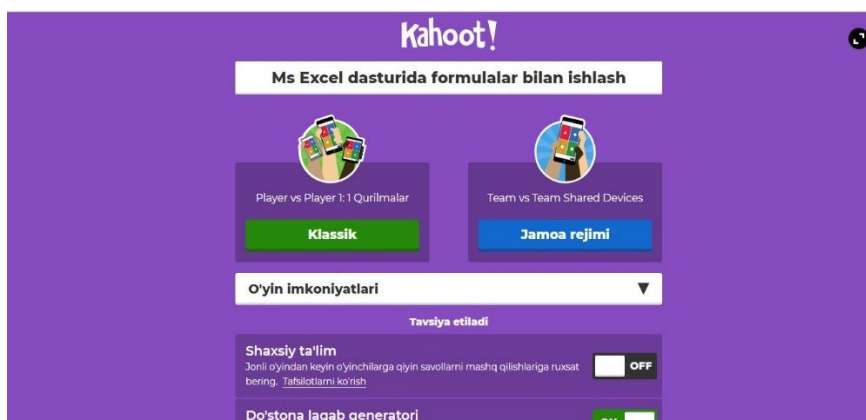 Kahoot!
Ms Excel dasturida formulalar bilan ishlash
Player vs Player 1:1 Qurilmalar
Team vs Team Shared Devices
Klassik
Jamoa rejimi
O'yin imkoniyatlari
Tavsiya etiladi
Shaxsiy ta'lim
Jonli o'yindan keyin o'yinchilarga qiyin savollarni mashq qilishlariga ruxsat
bering. Tafsilotlarni ko'rish
OFF
Do'stona laqab generatori
ON